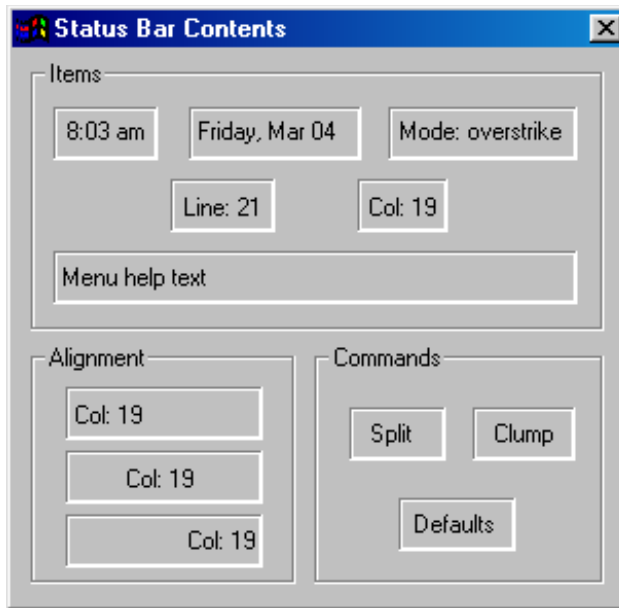 Status Bar Contents
Items
8:03 am Friday, Mar 04 Mode: overstrike
Line: 21 Col: 19
Menu help text
Alignment
Col: 19
Col: 19
Col: 19
Commands
Split Clump
Defaults